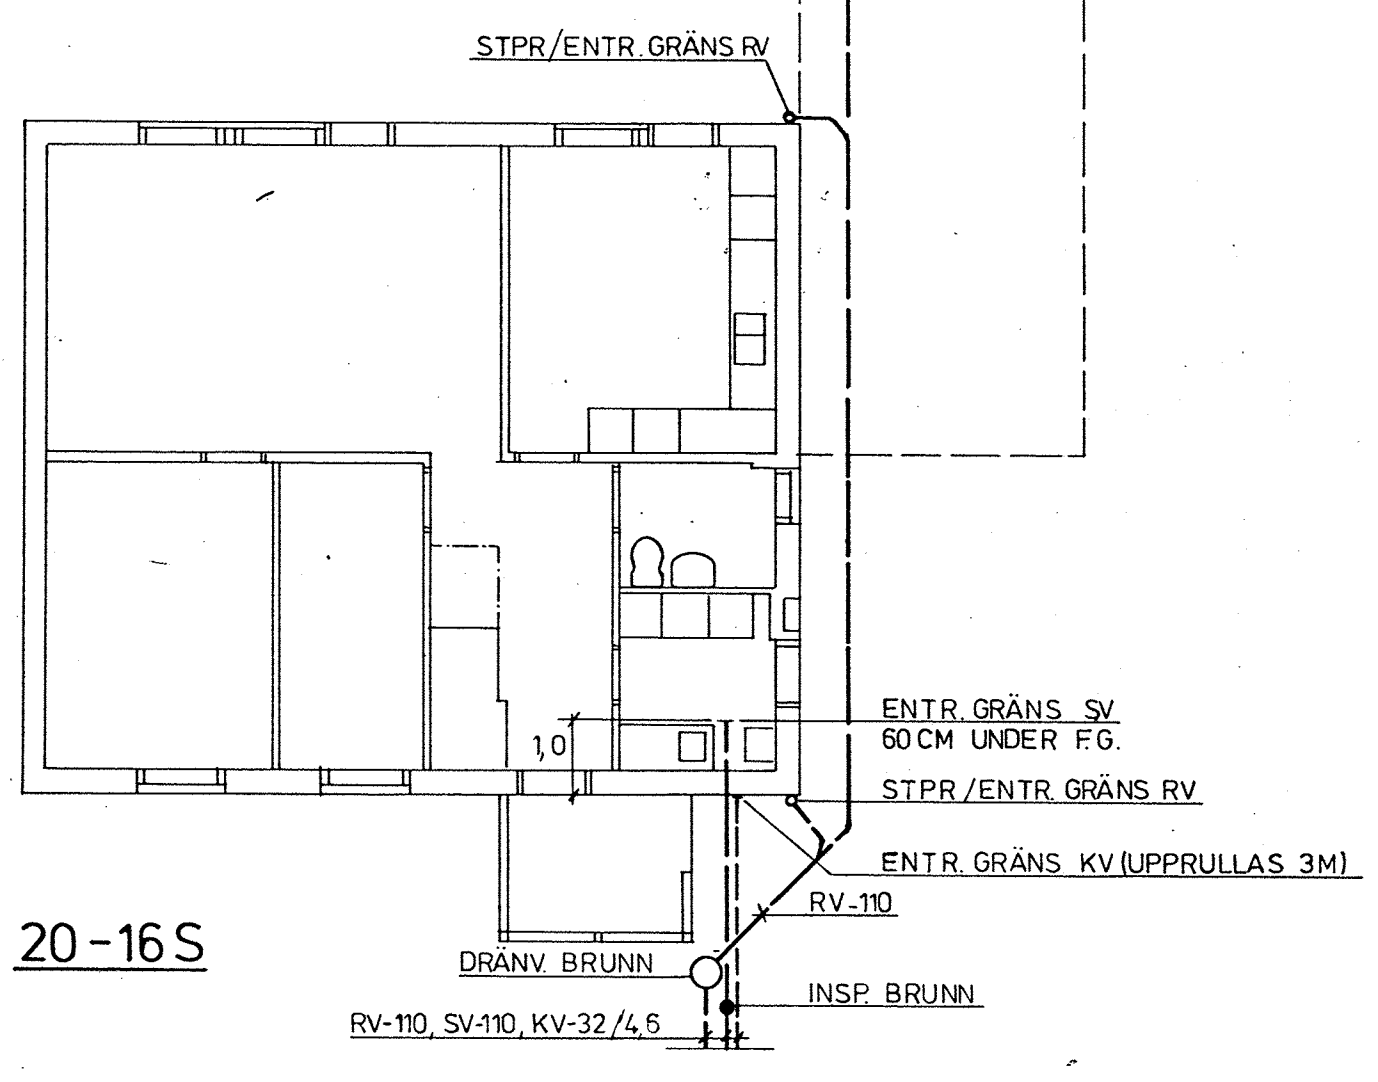 STPR/ENTR. GRÄNS RV
1,0
ENTR. GRÄNS SV
60 CM UNDER F.G.
STPR/ENTR. GRÄNS RV
ENTR. GRÄNS KV (UPPRULLAS 3M)
RV-110
20-16 S
DRÄNV. BRUNN
INSP. BRUNN
RV-110, SV-110, KV-32/4,6